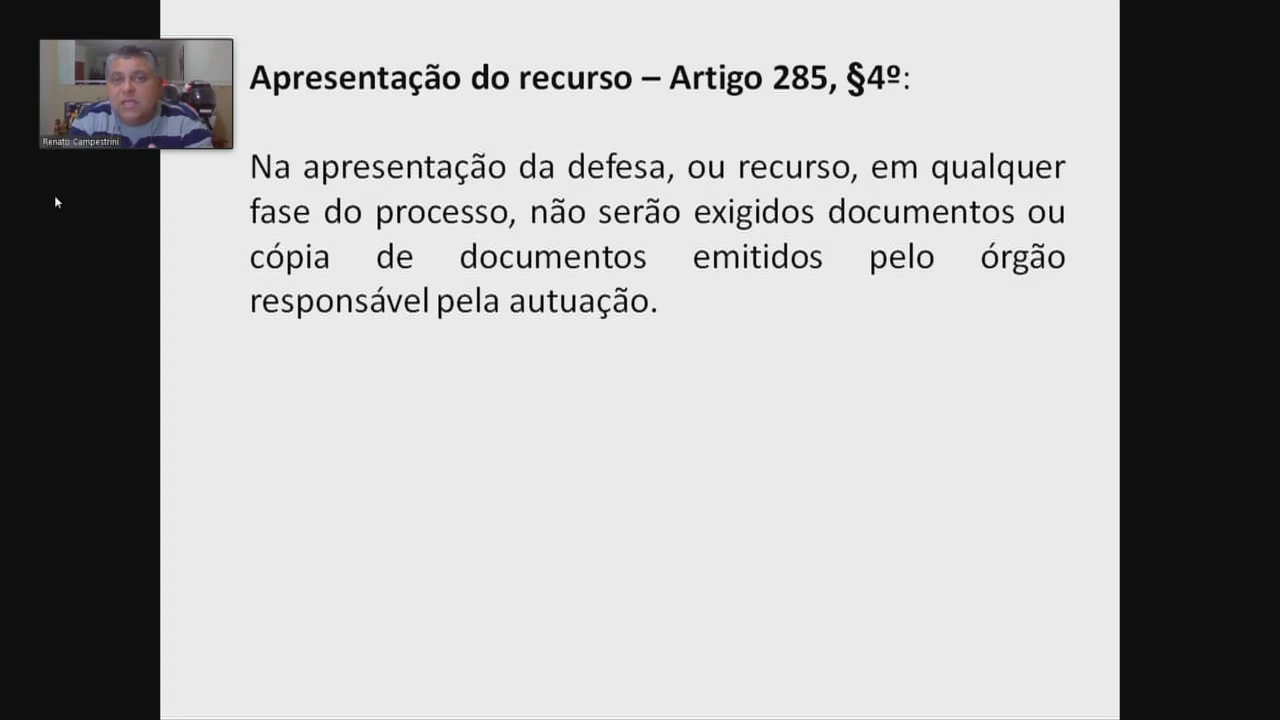 Renato Campestrini
Apresentação do recurso – Artigo 285, §4º:
Na apresentação da defesa, ou recurso, em qualquer
fase do processo, não serão exigidos documentos ou
cópia de documentos emitidos pelo órgão
responsável pela autuação.